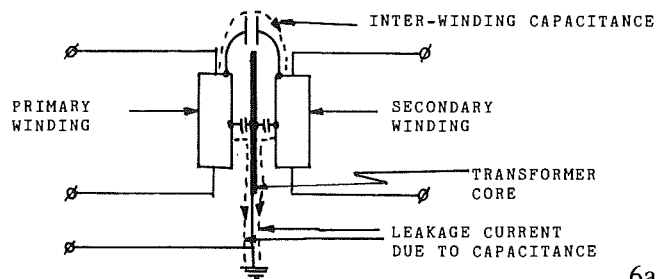 INTER-WINDING CAPACITANCE
PRIMARY
WINDING
SECONDARY
WINDING
TRANSFORMER
CORE
LEAKAGE CURRENT
DUE TO CAPACITANCE
6a